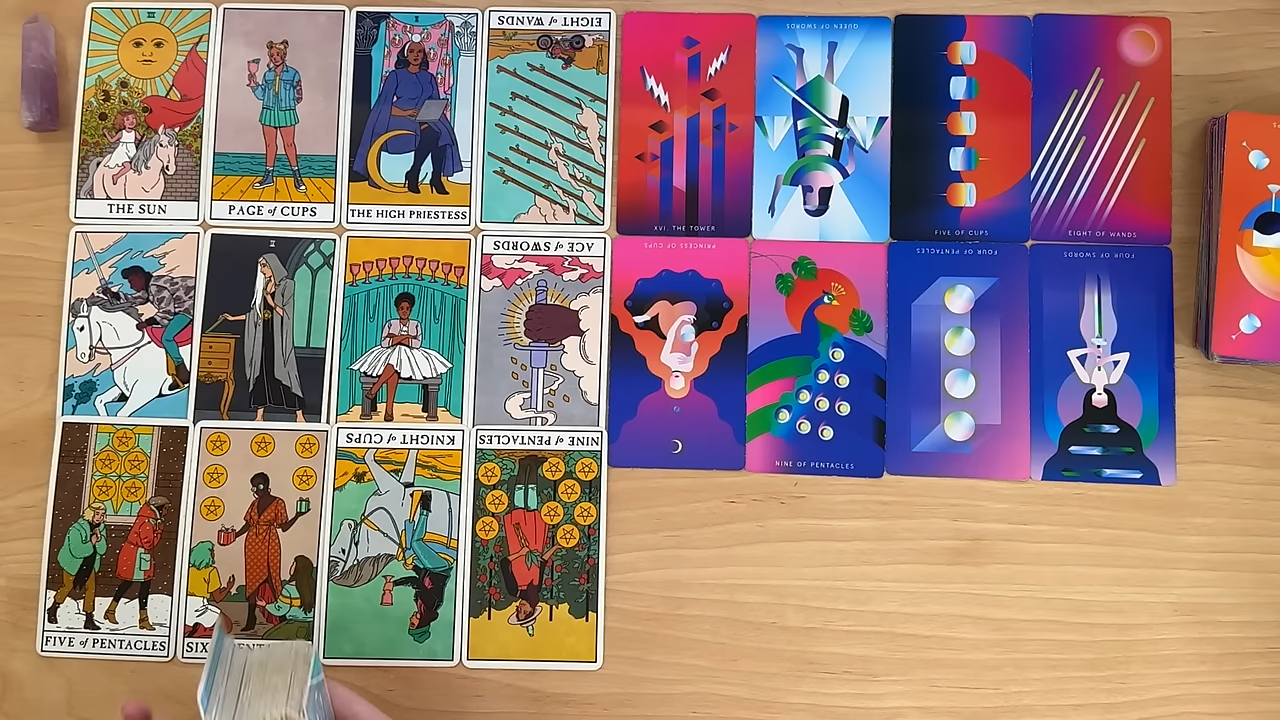 THE SUN
PAGE of CUPS
III
THE HIGH PRIESTESS
EIGHT of WANDS
XVI. THE TOWER
QUEEN OF SWORDS
FIVE OF CUPS
EIGHT OF WANDS
II
ACE of SWORDS
PRINCESS OF CUPS
NINE OF PENTACLES
FOUR OF PENTACLES
FOUR OF SWORDS
FIVE of PENTACLES
KNIGHT of CUPS
NINE of PENTACLES